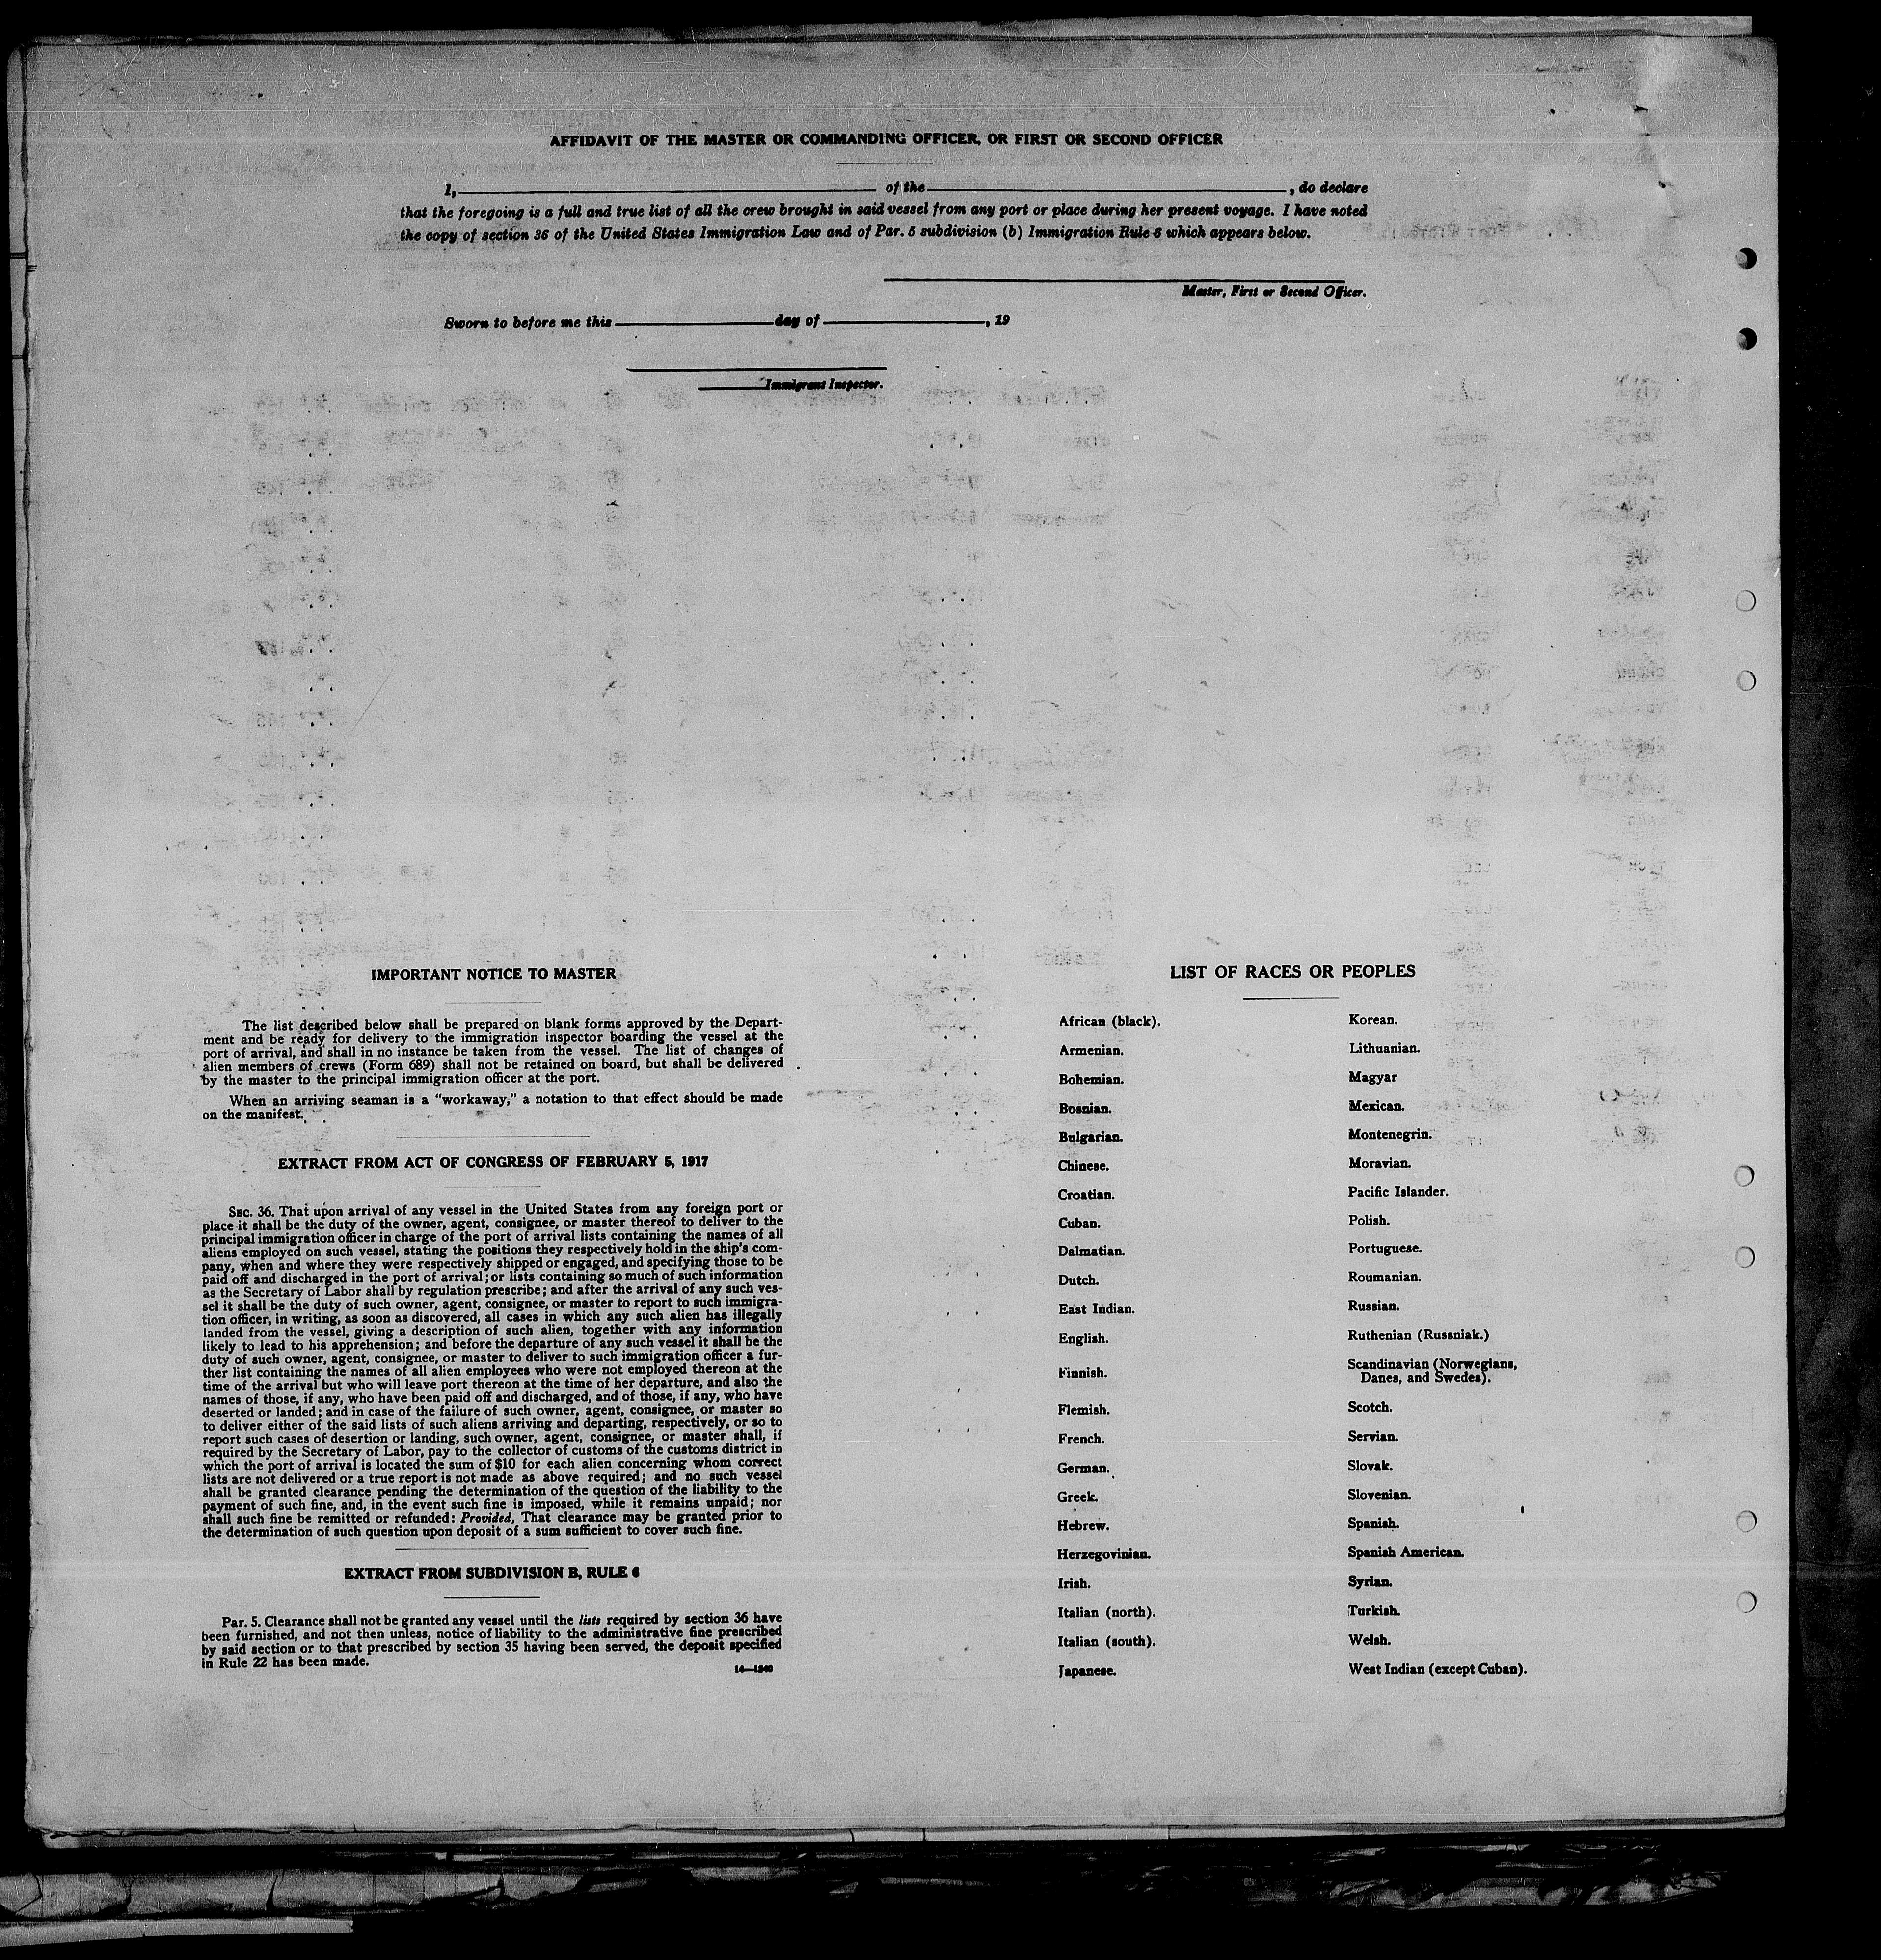 AFFIDAVIT OF THE MASTER OR COMMANDING OFFICER, OR FIRST OR SECOND OFFICER
I, of the , do declare
that the foregoing is a full and true list of all the crew brought in said vessel from any port or place during her present voyage. I have noted
the copy of section 36 of the United States Immigration Law and of Par. 5 subdivision (b) Immigration Rule 6 which appears below.
Master, First or Second Officer.
Sworn to before me this day of , 19
Immigrant Inspector.
IMPORTANT NOTICE TO MASTER
The list described below shall be prepared on blank forms approved by the Depart-
ment and be ready for delivery to the immigration inspector boarding the vessel at the
port of arrival, and shall in no instance be taken from the vessel. The list of changes of
alien members of crews (Form 689) shall not be retained on board, but shall be delivered
by the master to the principal immigration officer at the port.
When an arriving seaman is a "workaway," a notation to that effect should be made
on the manifest.
EXTRACT FROM ACT OF CONGRESS OF FEBRUARY 5, 1917
SEC. 36. That upon arrival of any vessel in the United States from any foreign port or
place it shall be the duty of the owner, agent, consignee, or master thereof to deliver to the
principal immigration officer in charge of the port of arrival lists containing the names of all
aliens employed on such vessel, stating the positions they respectively hold in the ship's com-
pany, when and where they were respectively shipped or engaged, and specifying those to be
paid off and discharged in the port of arrival; or lists containing so much of such information
as the Secretary of Labor shall by regulation prescribe; and after the arrival of any such ves-
sel it shall be the duty of such owner, agent, consignee, or master to report to such immigra-
tion officer, in writing, as soon as discovered, all cases in which any such alien has illegally
landed from the vessel, giving a description of such alien, together with any information
likely to lead to his apprehension; and before the departure of any such vessel it shall be the
duty of such owner, agent, consignee, or master to deliver to such immigration officer a fur-
ther list containing the names of all alien employees who were not employed thereon at the
time of the arrival but who will leave port thereon at the time of her departure, and also the
names of those, if any, who have been paid off and discharged, and of those, if any, who have
deserted or landed; and in case of the failure of such owner, agent, consignee, or master so
to deliver either of the said lists of such aliens arriving and departing, respectively, or so to
report such cases of desertion or landing, such owner, agent, consignee, or master shall, if
required by the Secretary of Labor, pay to the collector of customs of the customs district in
which the port of arrival is located the sum of $10 for each alien concerning whom correct
lists are not delivered or a true report is not made as above required; and no such vessel
shall be granted clearance pending the determination of the question of the liability to the
payment of such fine, and, in the event such fine is imposed, while it remains unpaid; nor
shall such fine be remitted or refunded: Provided, That clearance may be granted prior to
the determination of such question upon deposit of a sum sufficient to cover such fine.
EXTRACT FROM SUBDIVISION B, RULE 6
Par. 5. Clearance shall not be granted any vessel until the lists required by section 36 have
been furnished, and not then unless, notice of liability to the administrative fine prescribed
by said section or to that prescribed by section 35 having been served, the deposit specified
in Rule 22 has been made.
14—1240
LIST OF RACES OR PEOPLES
African (black).
Armenian.
Bohemian.
Bosnian.
Bulgarian.
Chinese.
Croatian.
Cuban.
Dalmatian.
Dutch.
East Indian.
English.
Finnish.
Flemish.
French.
German.
Greek.
Hebrew.
Herzegovinian.
Irish.
Italian (north).
Italian (south).
Japanese.
Korean.
Lithuanian.
Magyar
Mexican.
Montenegrin.
Moravian.
Pacific Islander.
Polish.
Portuguese.
Roumanian.
Russian.
Ruthenian (Russniak.)
Scandinavian (Norwegians,
Danes, and Swedes).
Scotch.
Servian.
Slovak.
Slovenian.
Spanish.
Spanish American.
Syrian.
Turkish.
Welsh.
West Indian (except Cuban).